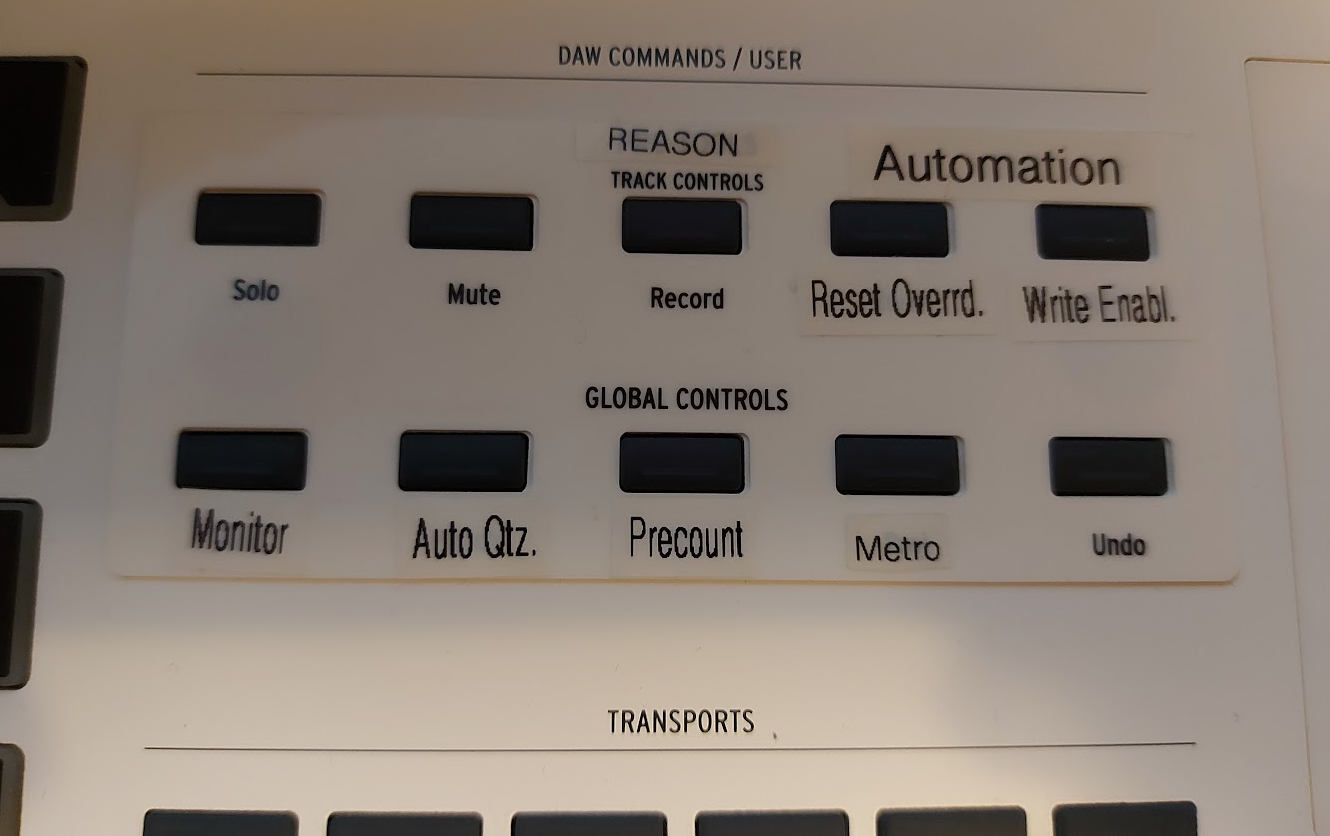 DAW COMMANDS / USER
REASON
Automation
TRACK CONTROLS
Solo Mute Record Reset Overrd. Write Enabl.
GLOBAL CONTROLS
Monitor Auto Qtz. Precount Metro Undo
TRANSPORTS